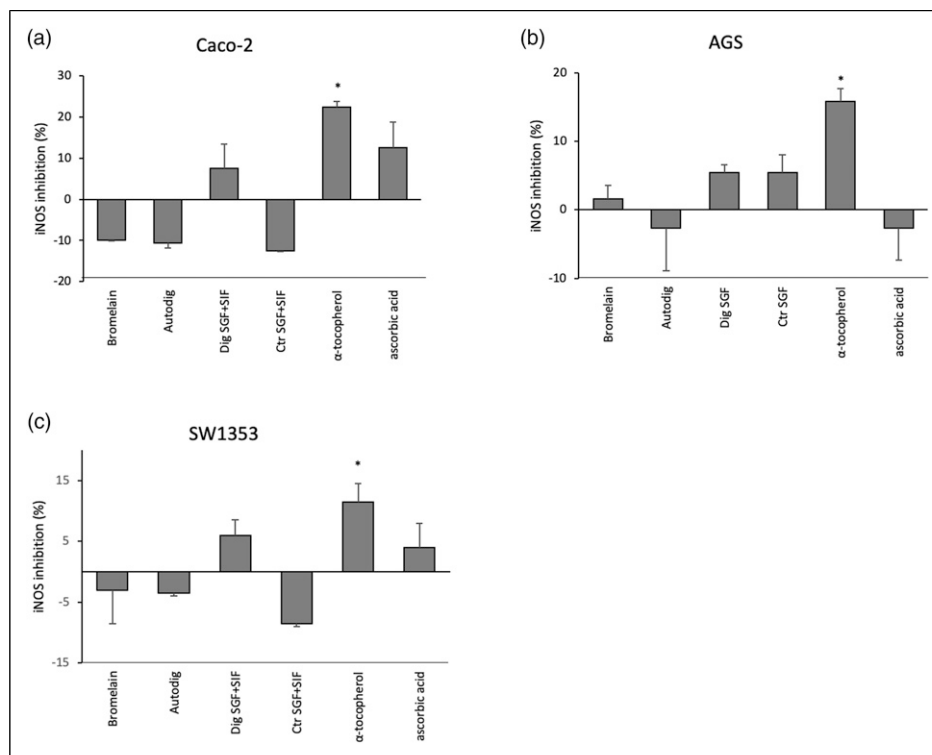 (a)
Caco-2
iNOS inhibition (%)
30
20
10
0
-10
-20
Bromelain
Autodig
Dig SGF+SIF
Ctr SGF+SIF
α-tocopherol
ascorbic acid
*
(b)
AGS
iNOS inhibition (%)
20
10
0
-10
Bromelain
Autodig
Dig SGF
Ctr SGF
α-tocopherol
ascorbic acid
*
(c)
SW1353
iNOS inhibition (%)
15
5
-5
-15
Bromelain
Autodig
Dig SGF+SIF
Ctr SGF+SIF
α-tocopherol
ascorbic acid
*